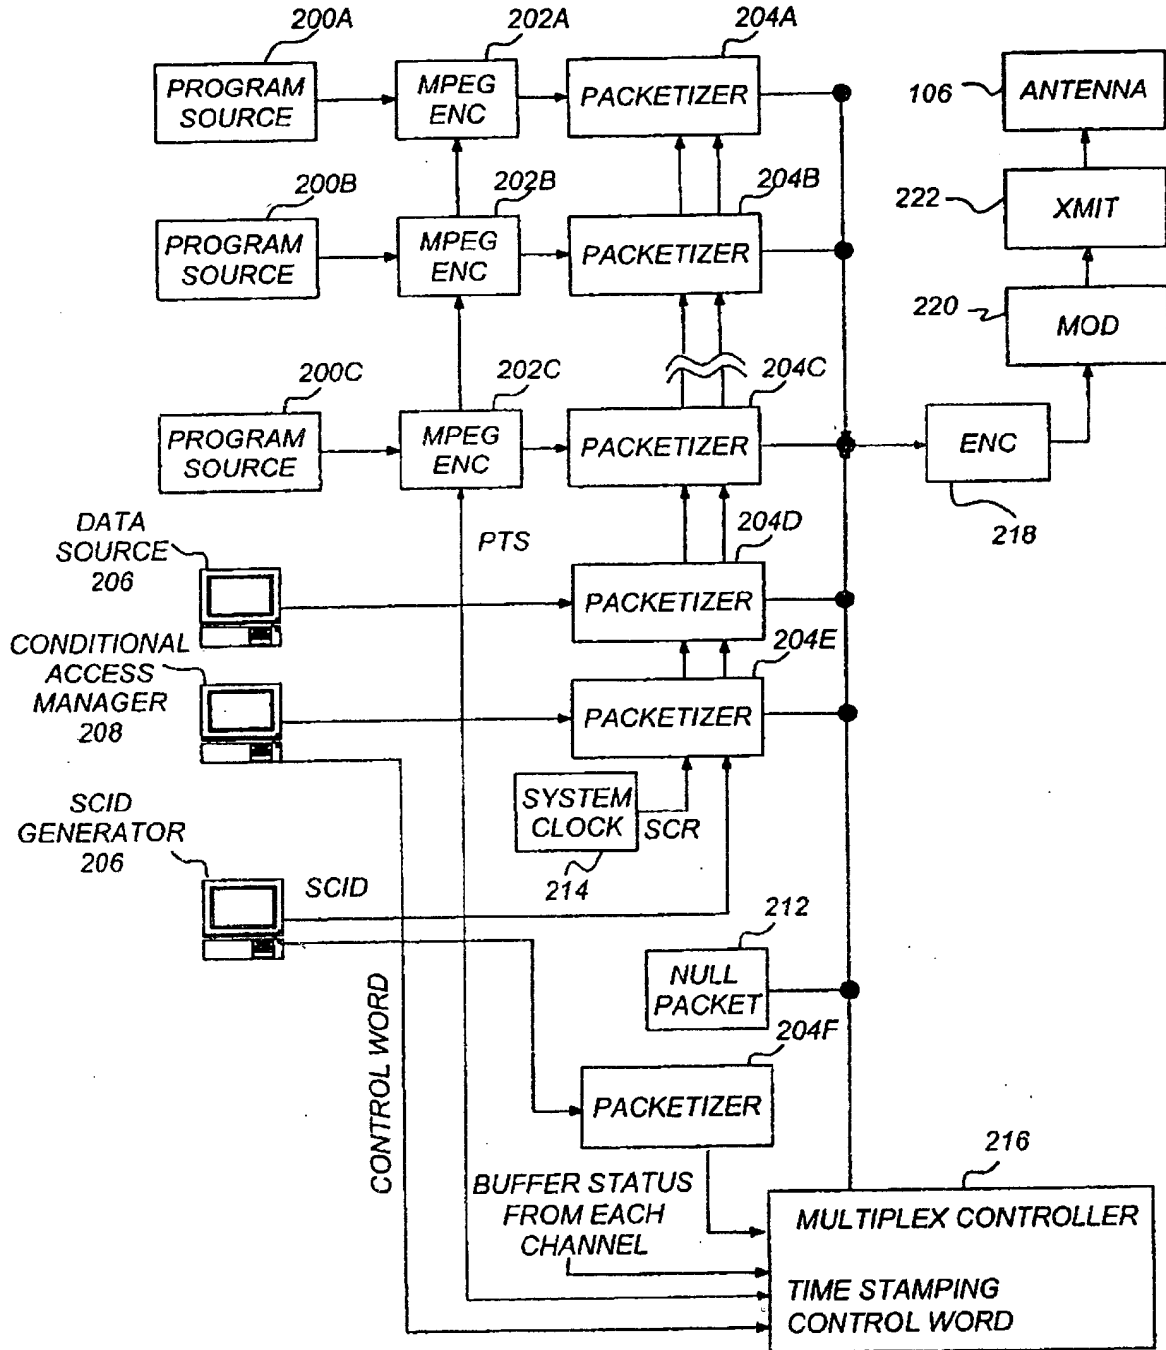 200A
202A
204A
PROGRAM
SOURCE
MPEG
ENC
PACKETIZER
106
ANTENNA
200B
202B
204B
PROGRAM
SOURCE
MPEG
ENC
PACKETIZER
222
XMIT
220
MOD
200C
202C
204C
PROGRAM
SOURCE
MPEG
ENC
PACKETIZER
ENC
218
DATA
SOURCE
206
PTS
204D
PACKETIZER
CONDITIONAL
ACCESS
MANAGER
208
204E
PACKETIZER
SYSTEM
CLOCK
SCR
214
SCID
GENERATOR
206
SCID
212
NULL
PACKET
CONTROL WORD
204F
PACKETIZER
BUFFER STATUS
FROM EACH
CHANNEL
216
MULTIPLEX CONTROLLER
TIME STAMPING
CONTROL WORD